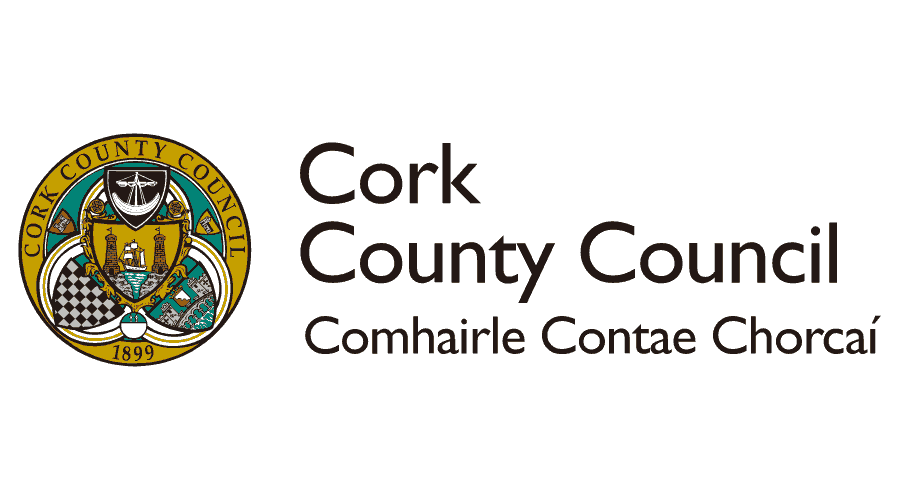 CORK COUNTY COUNCIL
1899
Cork
County Council
Comhairle Contae Chorcaí